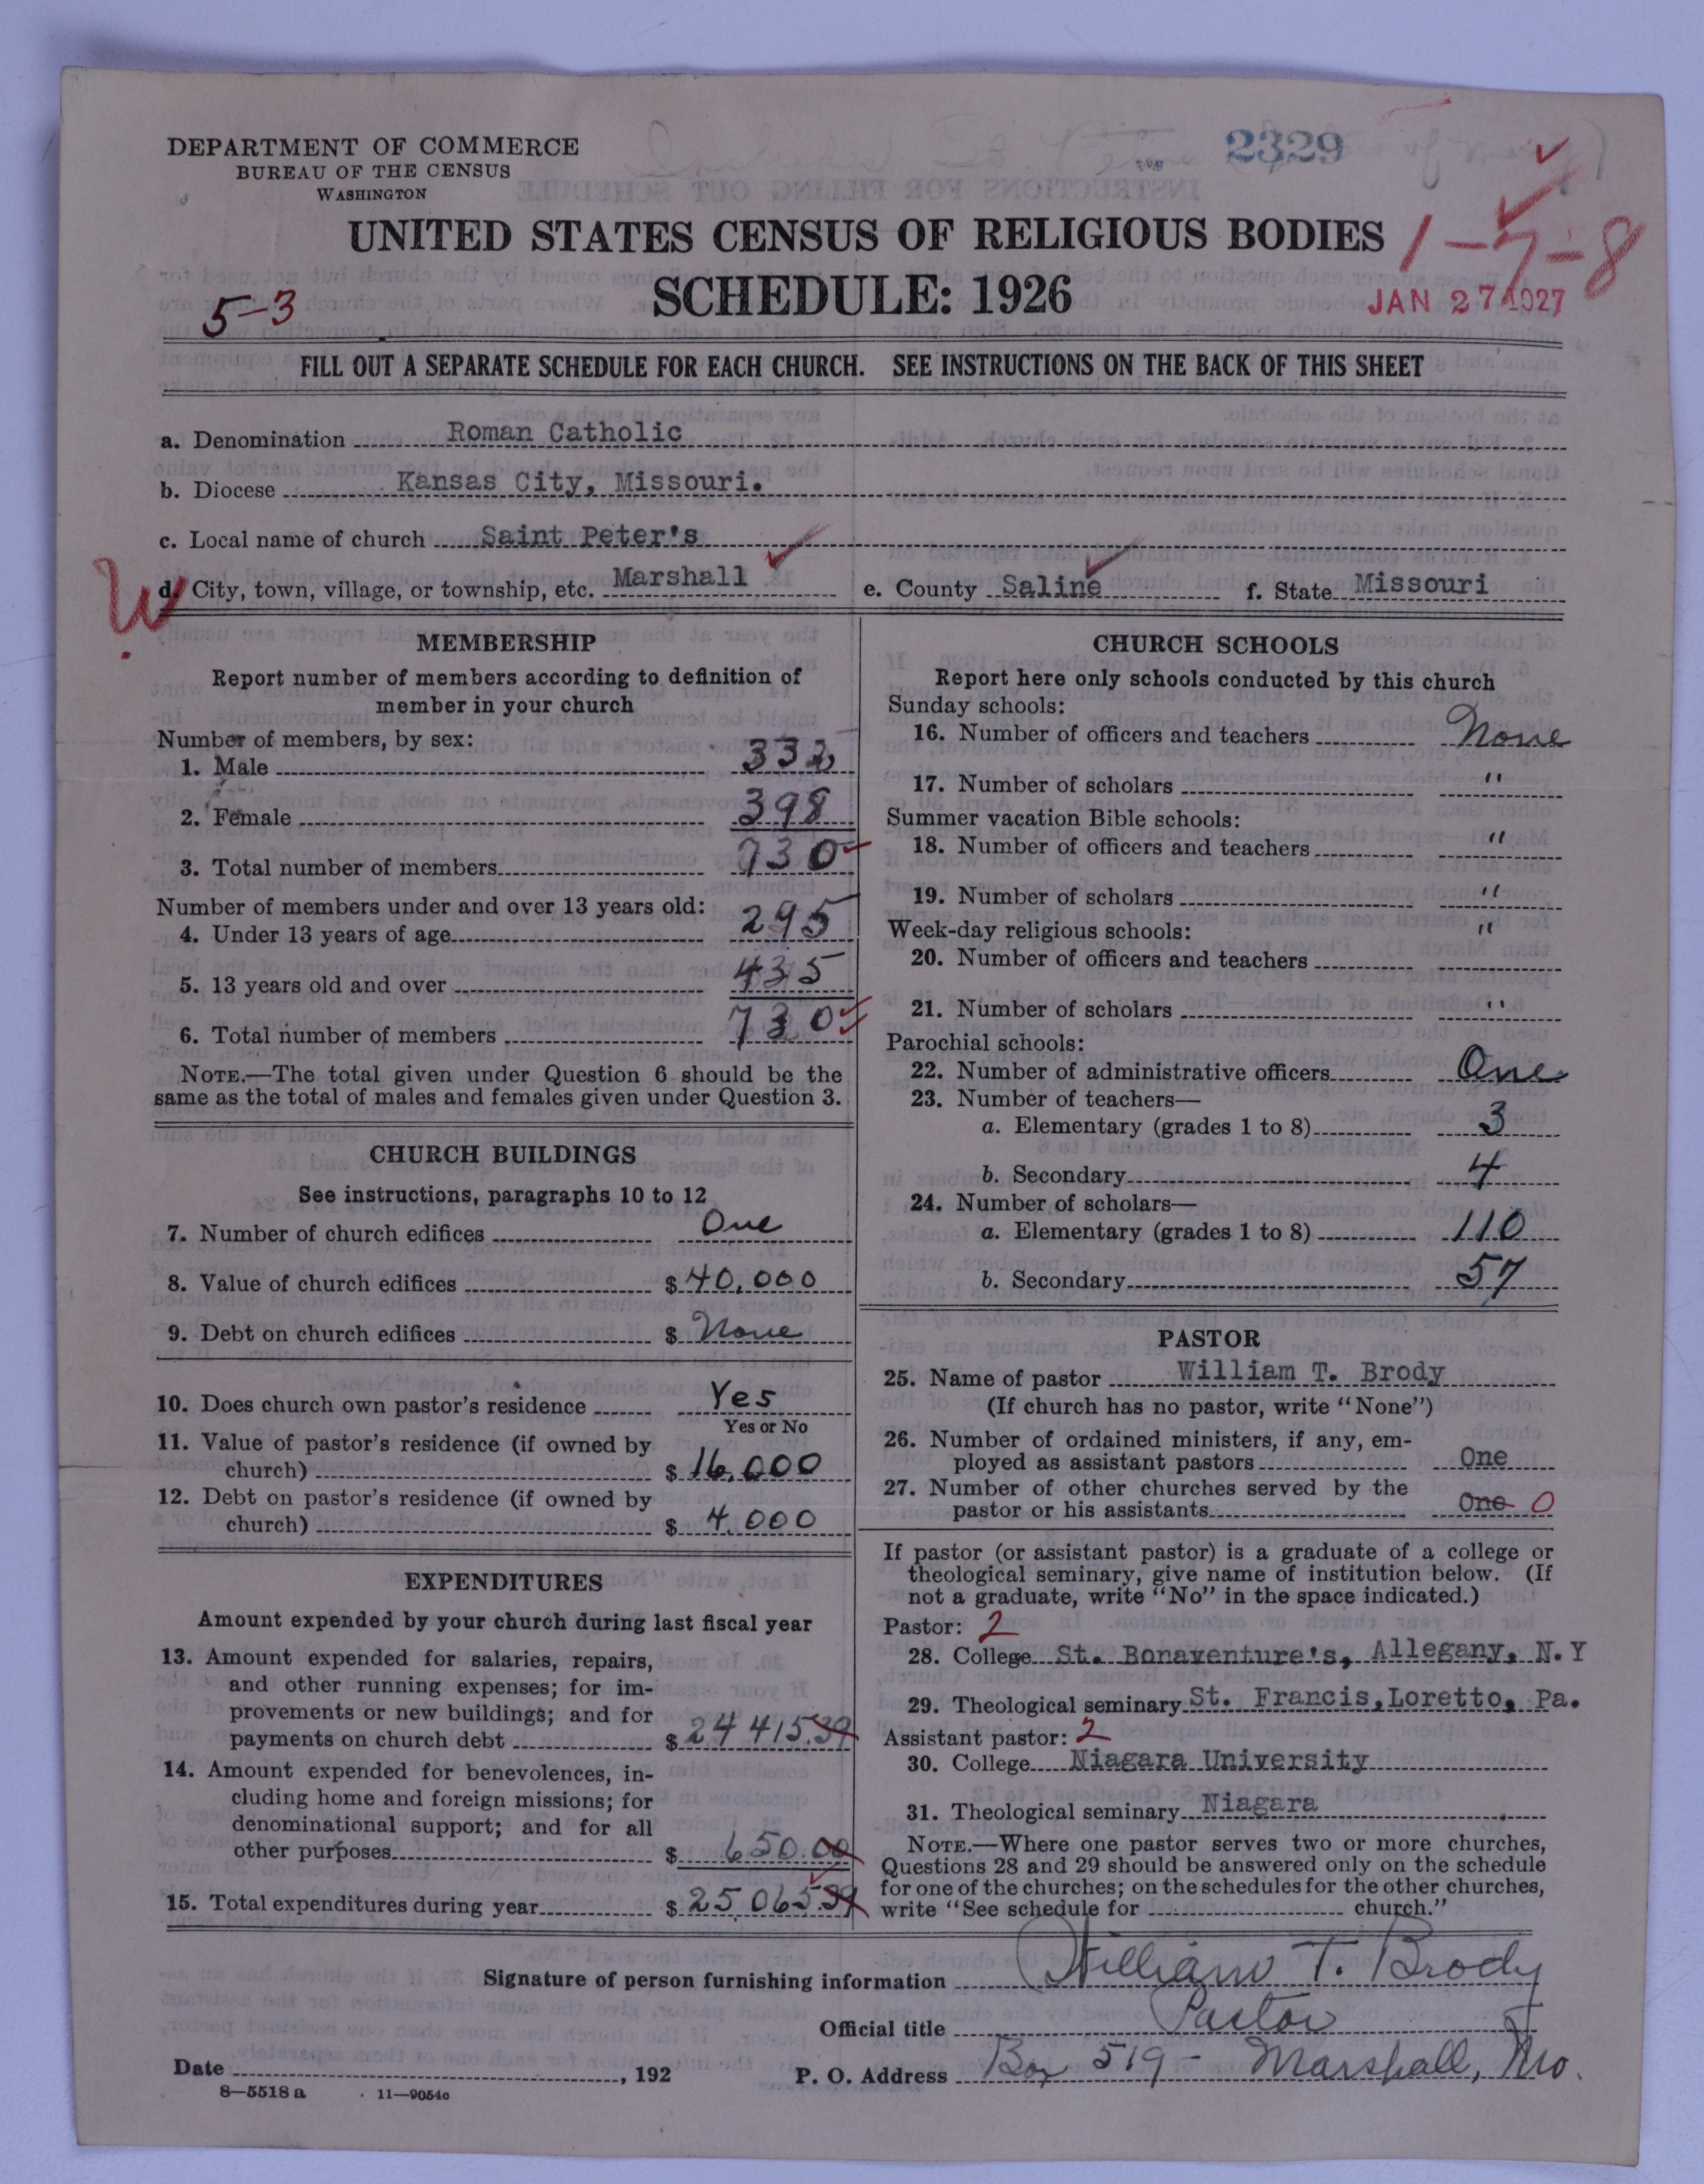 2329
DEPARTMENT OF COMMERCE
BUREAU OF THE CENSUS
WASHINGTON
UNITED STATES CENSUS OF RELIGIOUS BODIES
1-7-8
SCHEDULE: 1926
JAN 27 1927
5-3
FILL OUT A SEPARATE SCHEDULE FOR EACH CHURCH. SEE INSTRUCTIONS ON THE BACK OF THIS SHEET
a. Denomination Roman Catholic
b. Diocese Kansas City, Missouri.
c. Local name of church Saint Peter's
W.
d. City, town, village, or township, etc. Marshall e. County Saline f. State Missouri
MEMBERSHIP
Report number of members according to definition of
member in your church
Number of members, by sex:
1. Male 332
2. Female 398
3. Total number of members 730
Number of members under and over 13 years old:
4. Under 13 years of age 295
5. 13 years old and over 435
6. Total number of members 730
NOTE.—The total given under Question 6 should be the
same as the total of males and females given under Question 3.
CHURCH BUILDINGS
See instructions, paragraphs 10 to 12
7. Number of church edifices One
8. Value of church edifices $ 40,000
9. Debt on church edifices $ None
10. Does church own pastor's residence Yes
Yes or No
11. Value of pastor's residence (if owned by
church) $ 16,000
12. Debt on pastor's residence (if owned by
church) $ 4.000
EXPENDITURES
Amount expended by your church during last fiscal year
13. Amount expended for salaries, repairs,
and other running expenses; for im-
provements or new buildings; and for
payments on church debt $ 24 415.39
14. Amount expended for benevolences, in-
cluding home and foreign missions; for
denominational support; and for all
other purposes $ 650.00
15. Total expenditures during year $ 25,065.39
CHURCH SCHOOLS
Report here only schools conducted by this church
Sunday schools:
16. Number of officers and teachers None
17. Number of scholars "
Summer vacation Bible schools:
18. Number of officers and teachers "
19. Number of scholars "
Week-day religious schools: "
20. Number of officers and teachers
21. Number of scholars "
Parochial schools:
22. Number of administrative officers One
23. Number of teachers—
a. Elementary (grades 1 to 8) 3
b. Secondary 4
24. Number of scholars—
a. Elementary (grades 1 to 8) 110
b. Secondary 57
PASTOR
25. Name of pastor William T. Brody
(If church has no pastor, write "None")
26. Number of ordained ministers, if any, em-
ployed as assistant pastors One
27. Number of other churches served by the
pastor or his assistants One 0
If pastor (or assistant pastor) is a graduate of a college or
theological seminary, give name of institution below. (If
not a graduate, write "No" in the space indicated.)
Pastor: 2
28. College St. Bonaventure's, Allegany, N.Y
29. Theological seminary St. Francis, Loretto, Pa.
Assistant pastor: 2
30. College Niagara University
31. Theological seminary Niagara
NOTE.—Where one pastor serves two or more churches,
Questions 28 and 29 should be answered only on the schedule
for one of the churches; on the schedules for the other churches,
write "See schedule for church."
Signature of person furnishing information William T. Brody
Official title Pastor
Date , 192 P. O. Address Box 519 - Marshall, Mo.
8—5518 a 11—9054c